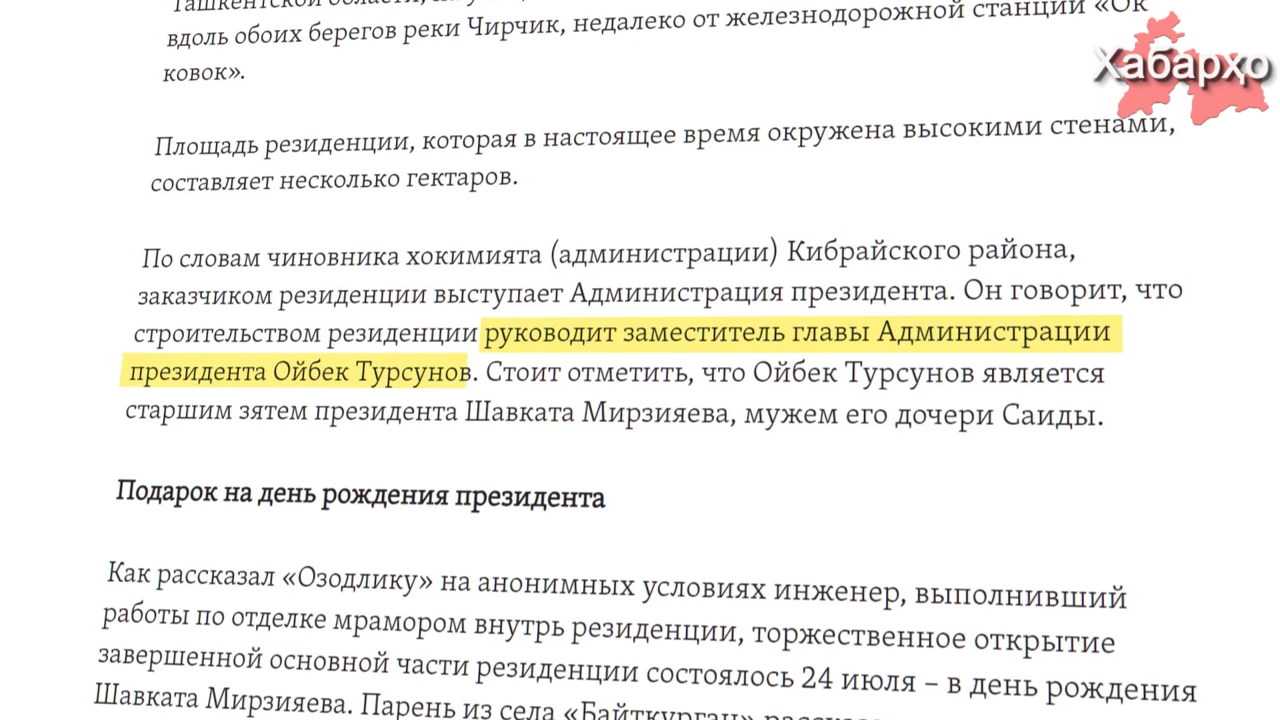 Ташкентской области,
вдоль обоих берегов реки Чирчик, недалеко от железнодорожной станции «Ок
ковок».
Хабарҳо
Площадь резиденции, которая в настоящее время окружена высокими стенами,
составляет несколько гектаров.
По словам чиновника хокимията (администрации) Кибрайского района,
заказчиком резиденции выступает Администрация президента. Он говорит, что
строительством резиденции руководит заместитель главы Администрации
президента Ойбек Турсунов. Стоит отметить, что Ойбек Турсунов является
старшим зятем президента Шавката Мирзияева, мужем его дочери Саиды.
Подарок на день рождения президента
Как рассказал «Озодлику» на анонимных условиях инженер, выполнивший
работы по отделке мрамором внутрь резиденции, торжественное открытие
завершенной основной части резиденции состоялось 24 июля – в день рождения
Шавката Мирзияева. Парень из села «Байткурган»